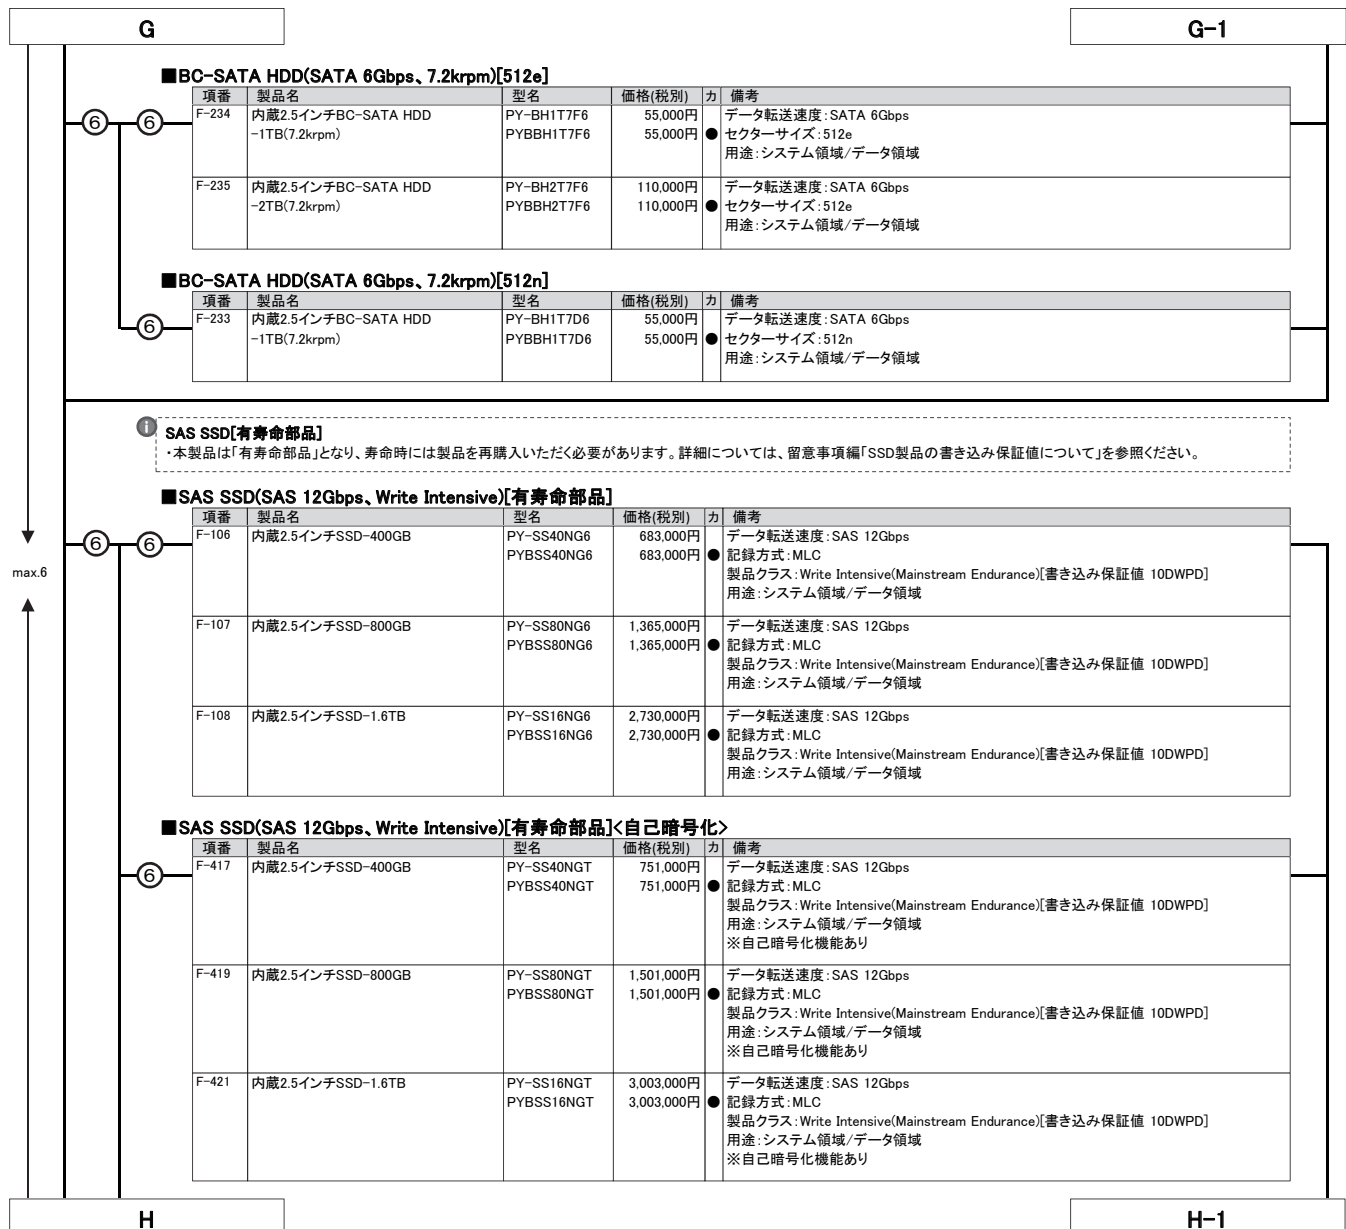 G
G-1
■BC-SATA HDD(SATA 6Gbps、7.2krpm)[512e]
項番 製品名 型名 価格(税別) カ 備考
F-234 内蔵2.5インチBC-SATA HDD PY-BH1T7F6 55,000円 データ転送速度:SATA 6Gbps
-1TB(7.2krpm) PYBBH1T7F6 55,000円 ● セクターサイズ:512e
用途:システム領域/データ領域
⑥ ⑥
F-235 内蔵2.5インチBC-SATA HDD PY-BH2T7F6 110,000円 データ転送速度:SATA 6Gbps
-2TB(7.2krpm) PYBBH2T7F6 110,000円 ● セクターサイズ:512e
用途:システム領域/データ領域
■BC-SATA HDD(SATA 6Gbps、7.2krpm)[512n]
項番 製品名 型名 価格(税別) カ 備考
F-233 内蔵2.5インチBC-SATA HDD PY-BH1T7D6 55,000円 データ転送速度:SATA 6Gbps
⑥
-1TB(7.2krpm) PYBBH1T7D6 55,000円 ● セクターサイズ:512n
用途:システム領域/データ領域
i
SAS SSD[有寿命部品]
・本製品は「有寿命部品」となり、寿命時には製品を再購入いただく必要があります。詳細については、留意事項編「SSD製品の書き込み保証値について」を参照ください。
■SAS SSD(SAS 12Gbps、Write Intensive)[有寿命部品]
項番 製品名 型名 価格(税別) カ 備考
F-106 内蔵2.5インチSSD-400GB PY-SS40NG6 683,000円 データ転送速度:SAS 12Gbps
⑥ ⑥
PYBSS40NG6 683,000円 ● 記録方式:MLC
max.6
製品クラス:Write Intensive(Mainstream Endurance)[書き込み保証値 10DWPD]
用途:システム領域/データ領域
F-107 内蔵2.5インチSSD-800GB PY-SS80NG6 1,365,000円 データ転送速度:SAS 12Gbps
PYBSS80NG6 1,365,000円 ● 記録方式:MLC
製品クラス:Write Intensive(Mainstream Endurance)[書き込み保証値 10DWPD]
用途:システム領域/データ領域
F-108 内蔵2.5インチSSD-1.6TB PY-SS16NG6 2,730,000円 データ転送速度:SAS 12Gbps
PYBSS16NG6 2,730,000円 ● 記録方式:MLC
製品クラス:Write Intensive(Mainstream Endurance)[書き込み保証値 10DWPD]
用途:システム領域/データ領域
■SAS SSD(SAS 12Gbps、Write Intensive)[有寿命部品]<自己暗号化>
項番 製品名 型名 価格(税別) カ 備考
F-417 内蔵2.5インチSSD-400GB PY-SS40NGT 751,000円 データ転送速度:SAS 12Gbps
⑥
PYBSS40NGT 751,000円 ● 記録方式:MLC
製品クラス:Write Intensive(Mainstream Endurance)[書き込み保証値 10DWPD]
用途:システム領域/データ領域
※自己暗号化機能あり
F-419 内蔵2.5インチSSD-800GB PY-SS80NGT 1,501,000円 データ転送速度:SAS 12Gbps
PYBSS80NGT 1,501,000円 ● 記録方式:MLC
製品クラス:Write Intensive(Mainstream Endurance)[書き込み保証値 10DWPD]
用途:システム領域/データ領域
※自己暗号化機能あり
F-421 内蔵2.5インチSSD-1.6TB PY-SS16NGT 3,003,000円 データ転送速度:SAS 12Gbps
PYBSS16NGT 3,003,000円 ● 記録方式:MLC
製品クラス:Write Intensive(Mainstream Endurance)[書き込み保証値 10DWPD]
用途:システム領域/データ領域
※自己暗号化機能あり
H
H-1